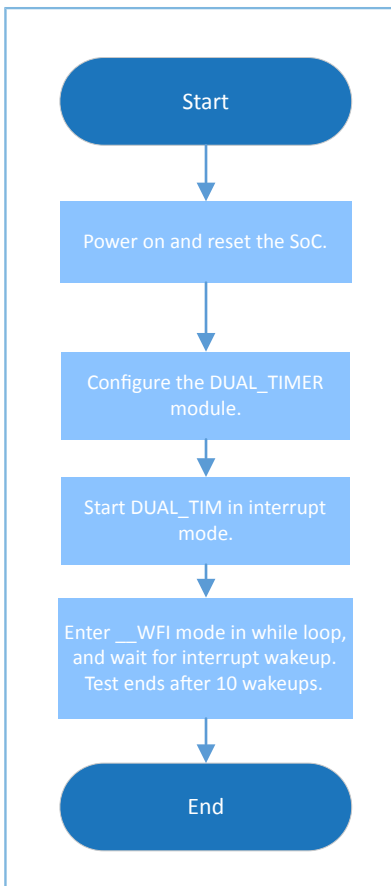 Start
Power on and reset the SoC.
Configure the DUAL_TIMER
module.
Start DUAL_TIM in interrupt
mode.
Enter __WFI mode in while loop,
and wait for interrupt wakeup.
Test ends after 10 wakeups.
End